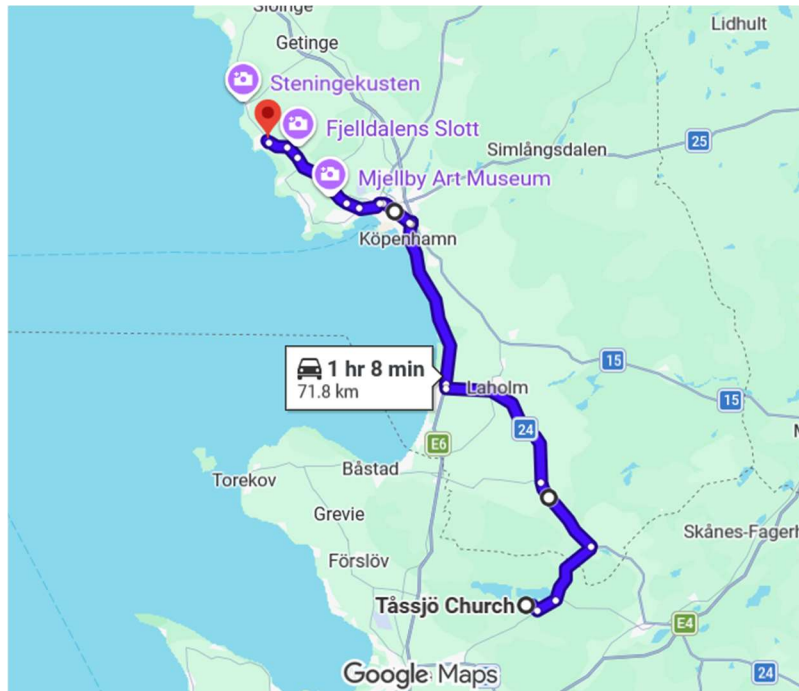 Slöinge
Getinge
Lidhult
Steningekusten
Fjelldalens Slott
25
Simlångsdalen
Mjellby Art Museum
Köpenhamn
1 hr 8 min
71.8 km
15
Laholm
15
24
E6
Båstad
Torekov
Grevie
Skånes-Fagerh
Förslöv
Tåssjö Church
E4
Google Maps
24